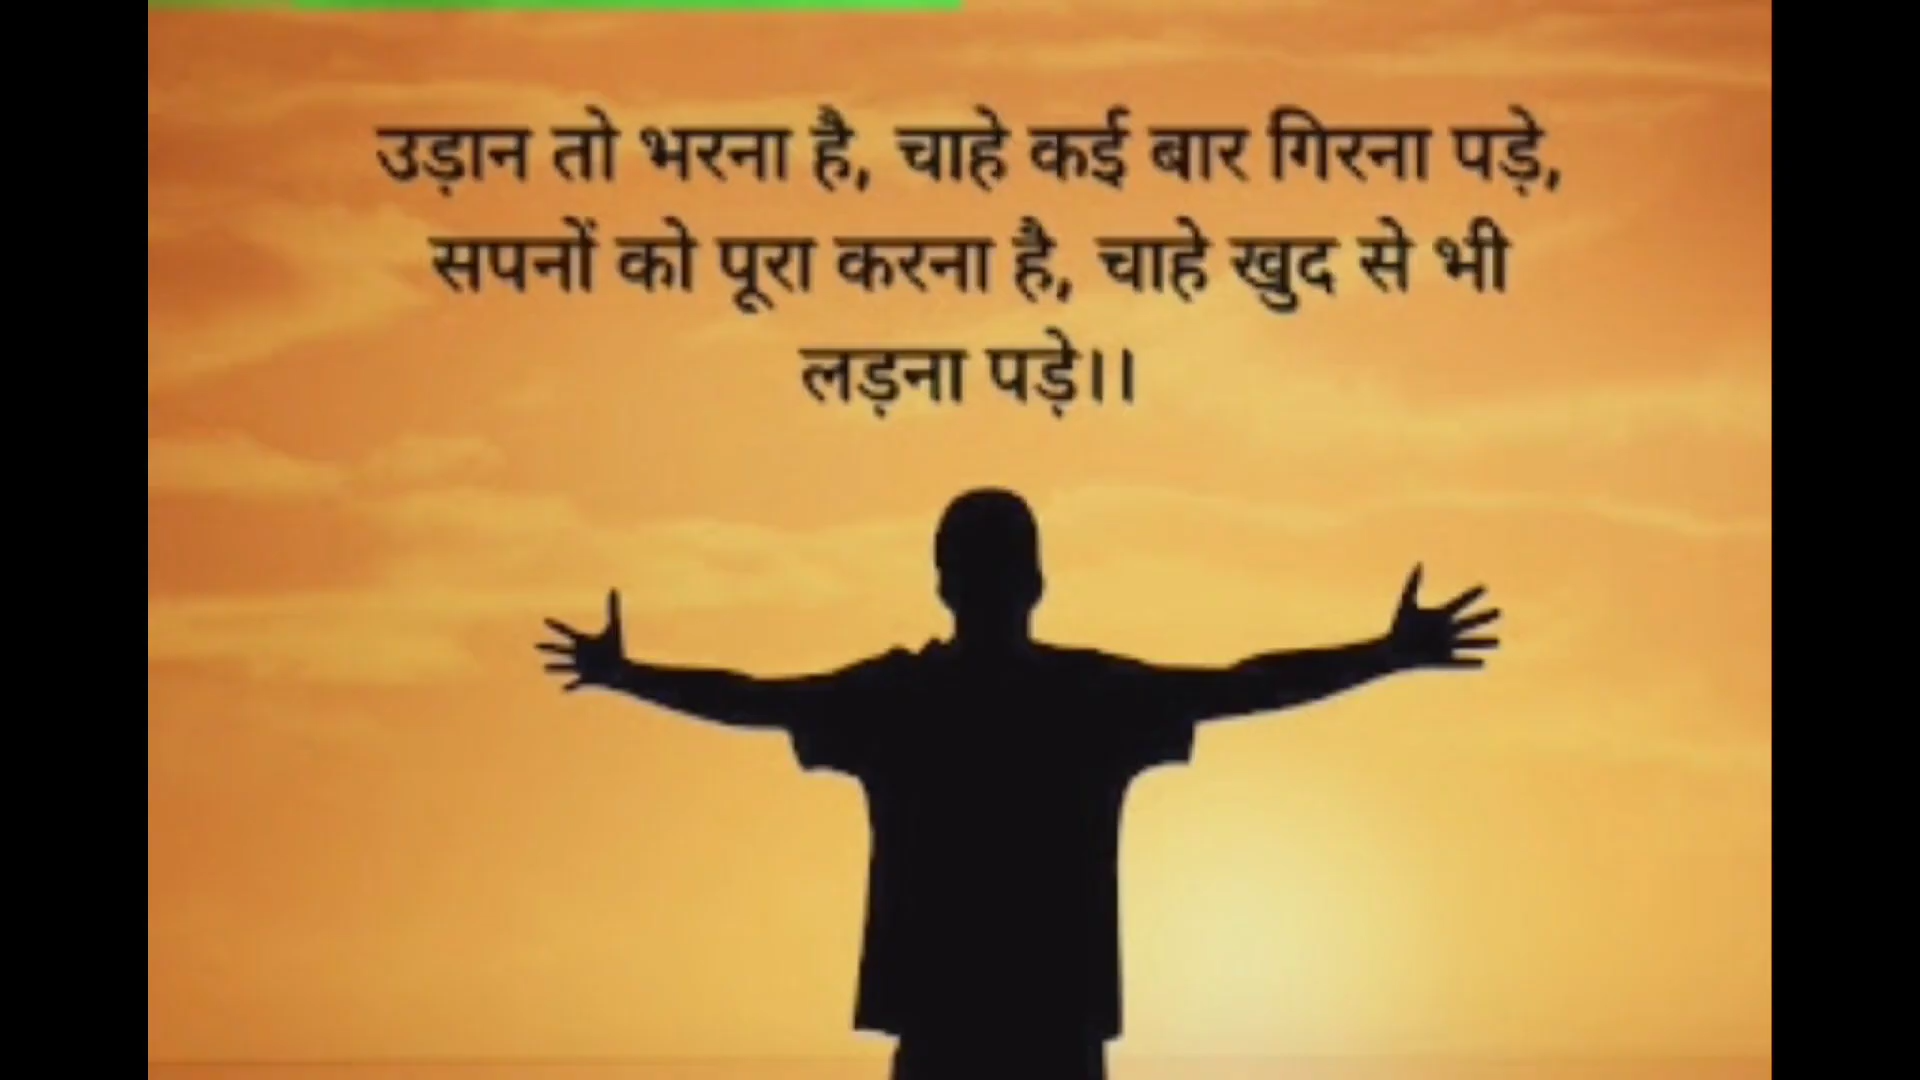 उड़ान तो भरना है, चाहे कई बार गिरना पड़े,
सपनों को पूरा करना है, चाहे खुद से भी
लड़ना पड़े।।